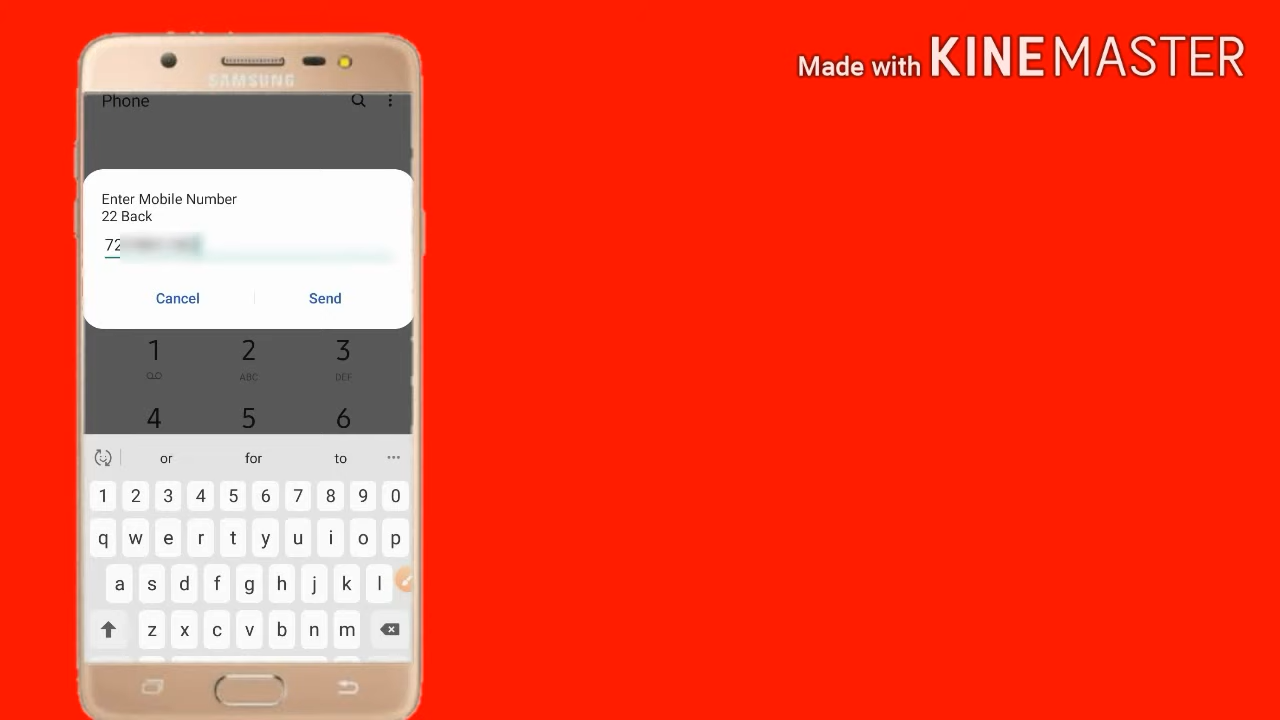 Made with KINEMASTER
SAMSUNG
Phone
Enter Mobile Number
22 Back
72
Cancel
Send
1 2 3
ABC DEF
4 5 6
or for to
1 2 3 4 5 6 7 8 9 0
q w e r t y u i o p
a s d f g h j k l
z x c v b n m